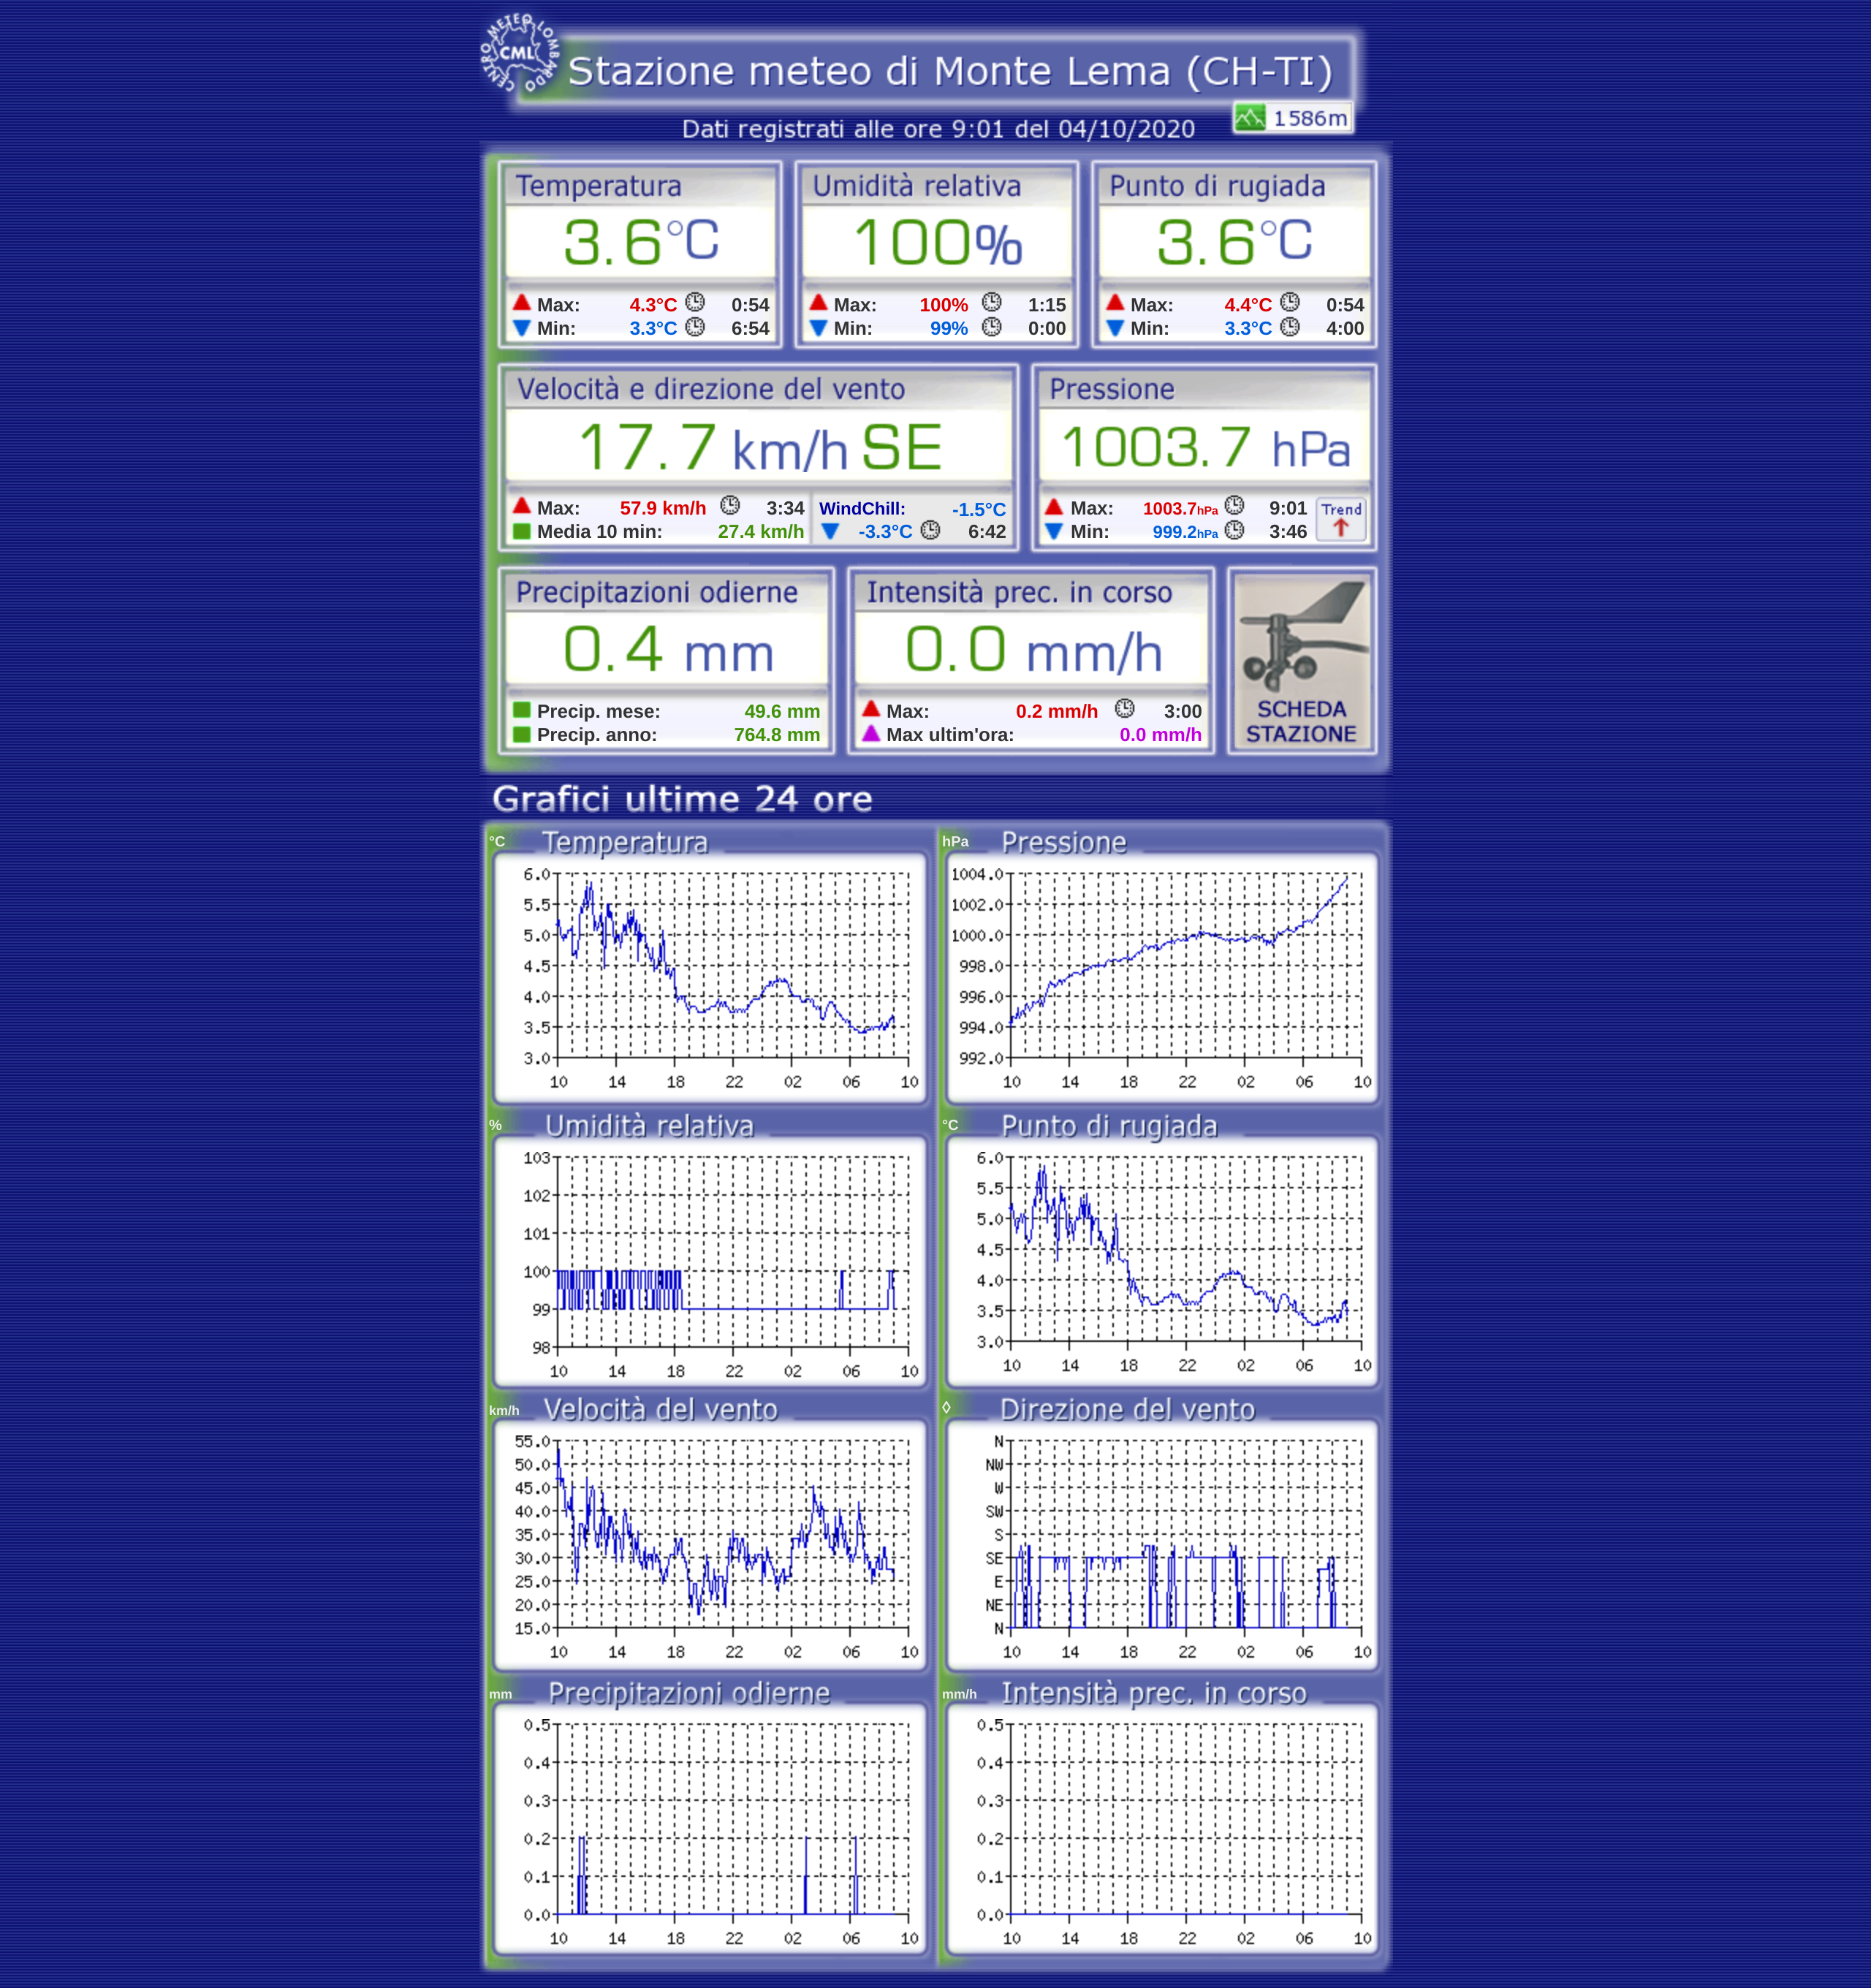 CENTRO METEO LOMBARDO
CML
Stazione meteo di Monte Lema (CH-TI)
1586m
Dati registrati alle ore 9:01 del 04/10/2020
Temperatura
3.6°C
Max: 4.3°C 0:54
Min: 3.3°C 6:54
Umidità relativa
100%
Max: 100% 1:15
Min: 99% 0:00
Punto di rugiada
3.6°C
Max: 4.4°C 0:54
Min: 3.3°C 4:00
Velocità e direzione del vento
17.7 km/h SE
Max: 57.9 km/h 3:34
Media 10 min: 27.4 km/h
WindChill: -1.5°C
-3.3°C 6:42
Pressione
1003.7 hPa
Max: 1003.7hPa 9:01
Min: 999.2hPa 3:46
Trend
Precipitazioni odierne
0.4 mm
Precip. mese: 49.6 mm
Precip. anno: 764.8 mm
Intensità prec. in corso
0.0 mm/h
Max: 0.2 mm/h 3:00
Max ultim'ora: 0.0 mm/h
SCHEDA
STAZIONE
Grafici ultime 24 ore
°C Temperatura
6.0
5.5
5.0
4.5
4.0
3.5
3.0
10 14 18 22 02 06 10
hPa Pressione
1004.0
1002.0
1000.0
998.0
996.0
994.0
992.0
10 14 18 22 02 06 10
% Umidità relativa
103
102
101
100
99
98
10 14 18 22 02 06 10
°C Punto di rugiada
6.0
5.5
5.0
4.5
4.0
3.5
3.0
10 14 18 22 02 06 10
km/h Velocità del vento
55.0
50.0
45.0
40.0
35.0
30.0
25.0
20.0
15.0
10 14 18 22 02 06 10
◊ Direzione del vento
N
NW
W
SW
S
SE
E
NE
N
10 14 18 22 02 06 10
mm Precipitazioni odierne
0.5
0.4
0.3
0.2
0.1
0.0
10 14 18 22 02 06 10
mm/h Intensità prec. in corso
0.5
0.4
0.3
0.2
0.1
0.0
10 14 18 22 02 06 10